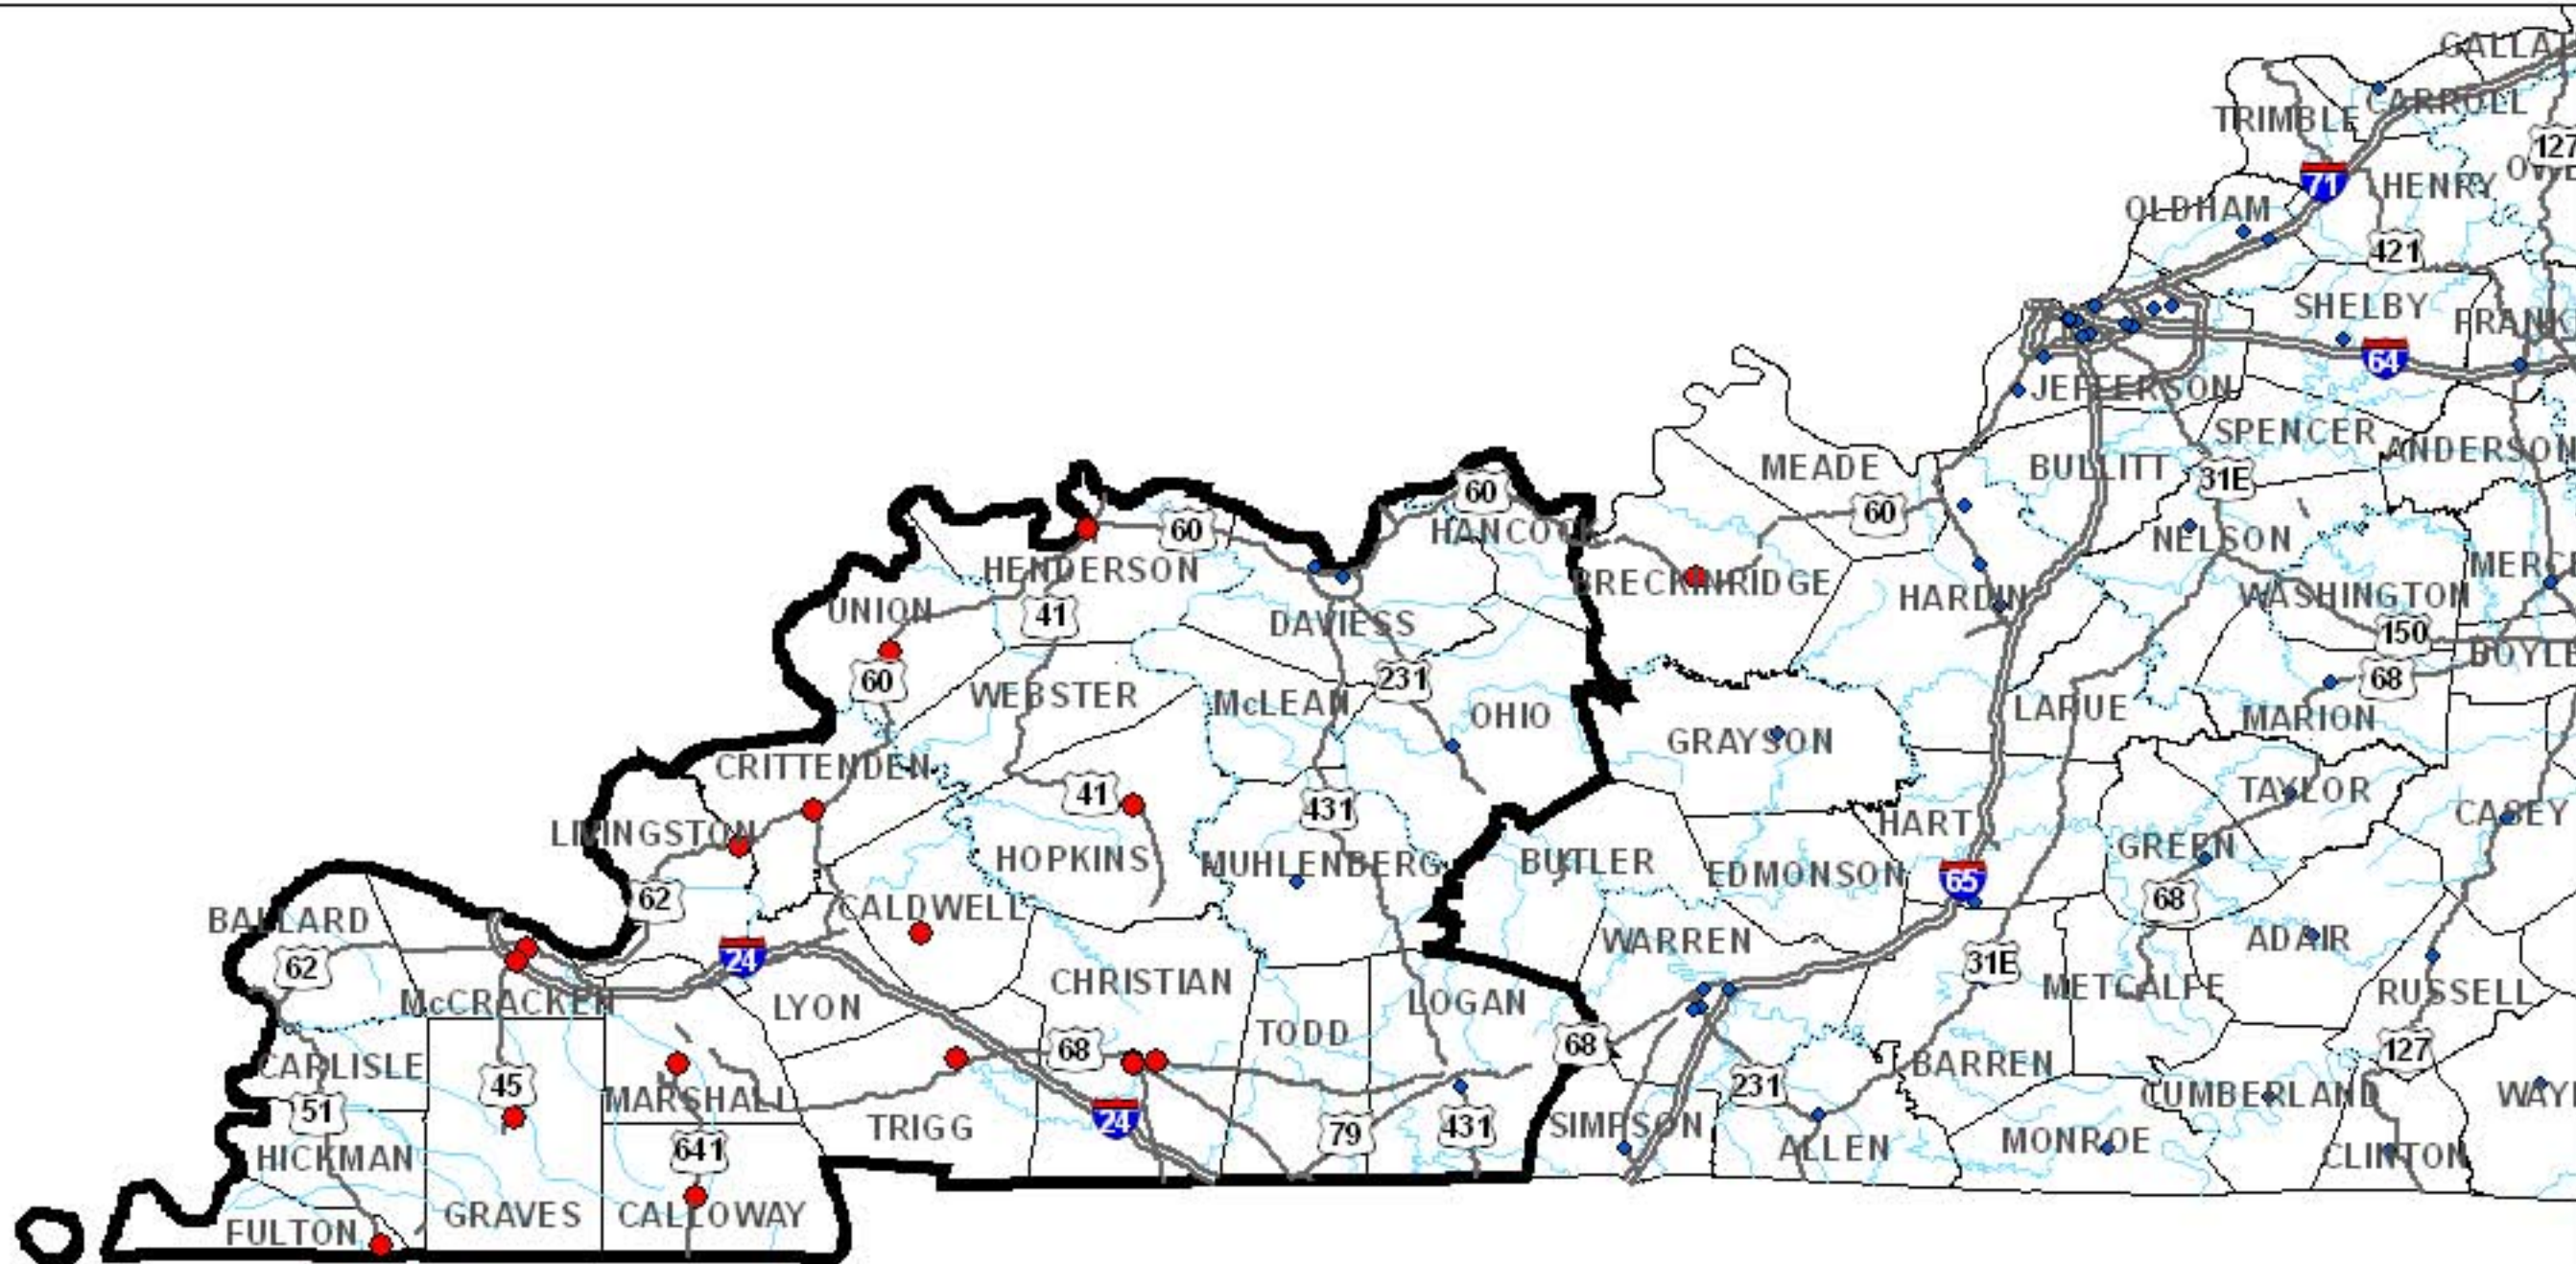 GALLAT
CARROLL
TRIMBLE
127
71
HENRY
OLDHAM
421
SHELBY
FRANK
64
JEFFERSON
SPENCER
ANDERSON
MEADE
BULLITT
31E
60
HANCOCK
60
60
NELSON
HENDERSON
BRECKINRIDGE
HARDIN
MERC
WASHINGTON
UNION
41
DAVIESS
150
BOYLE
60
231
68
WEBSTER
McLEAN
OHIO
LARUE
MARION
GRAYSON
CRITTENDEN
41
431
TAYLOR
CASEY
LIVINGSTON
HART
GREEN
HOPKINS
MUHLENBERG
BUTLER
EDMONSON
65
62
68
BALLARD
CALDWELL
WARREN
ADAIR
62
24
31E
CHRISTIAN
METCALFE
RUSSELL
McCRACKEN
LYON
LOGAN
TODD
68
68
127
CARLISLE
BARREN
45
MARSHALL
231
CUMBERLAND
WAY
51
24
TRIGG
79
431
SIMPSON
ALLEN
MONROE
641
HICKMAN
CLINTON
GRAVES
CALLOWAY
FULTON